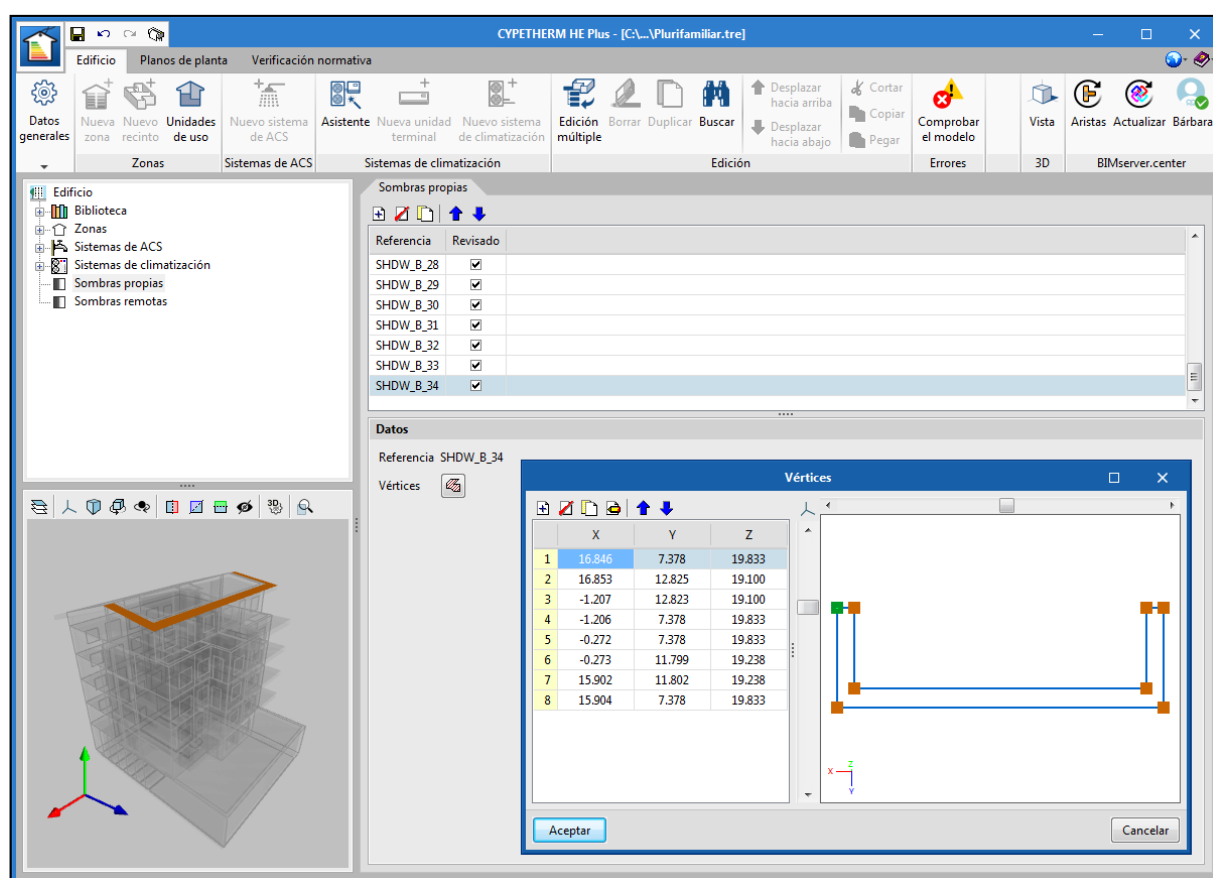 CYPETHERM HE Plus - [C:\...\Plurifamiliar.tre]
Edificio Planos de planta Verificación normativa
Datos generales
Nueva zona
Nuevo recinto
Unidades de uso
Nuevo sistema de ACS
Asistente
Nueva unidad terminal
Nuevo sistema de climatización
Edición múltiple
Borrar
Duplicar
Buscar
Desplazar hacia arriba
Desplazar hacia abajo
Cortar
Copiar
Pegar
Comprobar el modelo
Vista
Aristas
Actualizar
Bárbara
Zonas Sistemas de ACS Sistemas de climatización Edición Errores 3D BIMserver.center
Edificio
Biblioteca
Zonas
Sistemas de ACS
Sistemas de climatización
Sombras propias
Sombras remotas
Sombras propias
Referencia Revisado
SHDW_B_28
SHDW_B_29
SHDW_B_30
SHDW_B_31
SHDW_B_32
SHDW_B_33
SHDW_B_34
Datos
Referencia SHDW_B_34
Vértices
3D
Vértices
X Y Z
1 16.846 7.378 19.833
2 16.853 12.825 19.100
3 -1.207 12.823 19.100
4 -1.206 7.378 19.833
5 -0.272 7.378 19.833
6 -0.273 11.799 19.238
7 15.902 11.802 19.238
8 15.904 7.378 19.833
Z
X
Y
Aceptar Cancelar